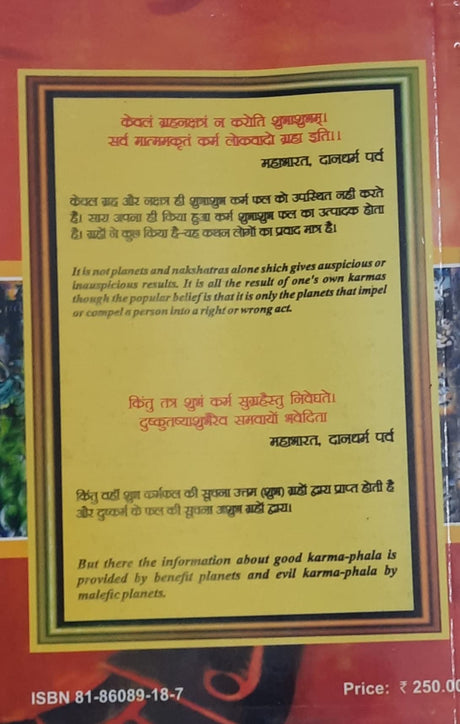 केवलं ग्रहनक्षत्रं न करोति शुभाशुभम्।
सर्व मात्ममकृतं कर्म लोकवादो ग्रहा इति।।
महाभारत, दानधर्म पर्व
केवल ग्रह और नक्षत्र ही शुभाशुभ कर्म फल को उपस्थित नही करते
है। सारा अपना ही किया हुआ कर्म शुभाशुभ फल का उत्पादक होता
है। ग्रहों ने कुछ किया है-यह कथन लोगों का प्रवाद मात्र है।
It is not planets and nakshatras alone shich gives auspicious or
inauspicious results. It is all the result of one's own karmas
though the popular belief is that it is only the planets that impel
or compel a person into a right or wrong act.
किंतु तत्र शुभं कर्म सुग्रहैस्तु निवेघते।
दुष्कृतष्याशुभैरेव समवायों भवेदिता
महाभारत, दानधर्म पर्व
किंतु वहाँ शुभ कर्मफल की सूचना उत्तम (शुभ) ग्रहों द्वारा प्राप्त होती है
और दुष्कर्म के फल की सूचना अशुभ ग्रहों द्वारा।
But there the information about good karma-phala is
provided by benefit planets and evil karma-phala by
malefic planets.
ISBN 81-86089-18-7
Price: ₹ 250.00